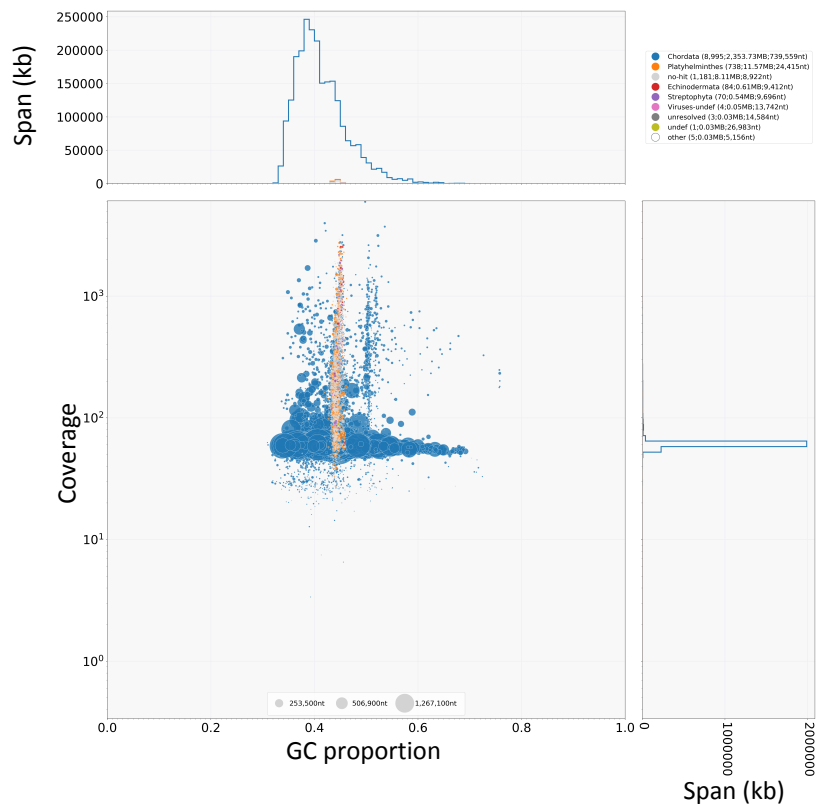 250000
200000
150000
100000
50000
0
Span (kb)
Chordata (8,995;2,353.73MB;739,559nt)
Platyhelminthes (738;11.57MB;24,415nt)
no-hit (1,181;8.11MB;8,922nt)
Echinodermata (84;0.61MB;9,412nt)
Streptophyta (70;0.54MB;9,696nt)
Viruses-undef (4;0.05MB;13,742nt)
unresolved (3;0.03MB;14,584nt)
undef (1;0.03MB;26,983nt)
other (5;0.03MB;5,156nt)
10³
10²
10¹
10⁰
Coverage
253,500nt 506,900nt 1,267,100nt
0.0 0.2 0.4 0.6 0.8 1.0
GC proportion
0 1000000 2000000
Span (kb)